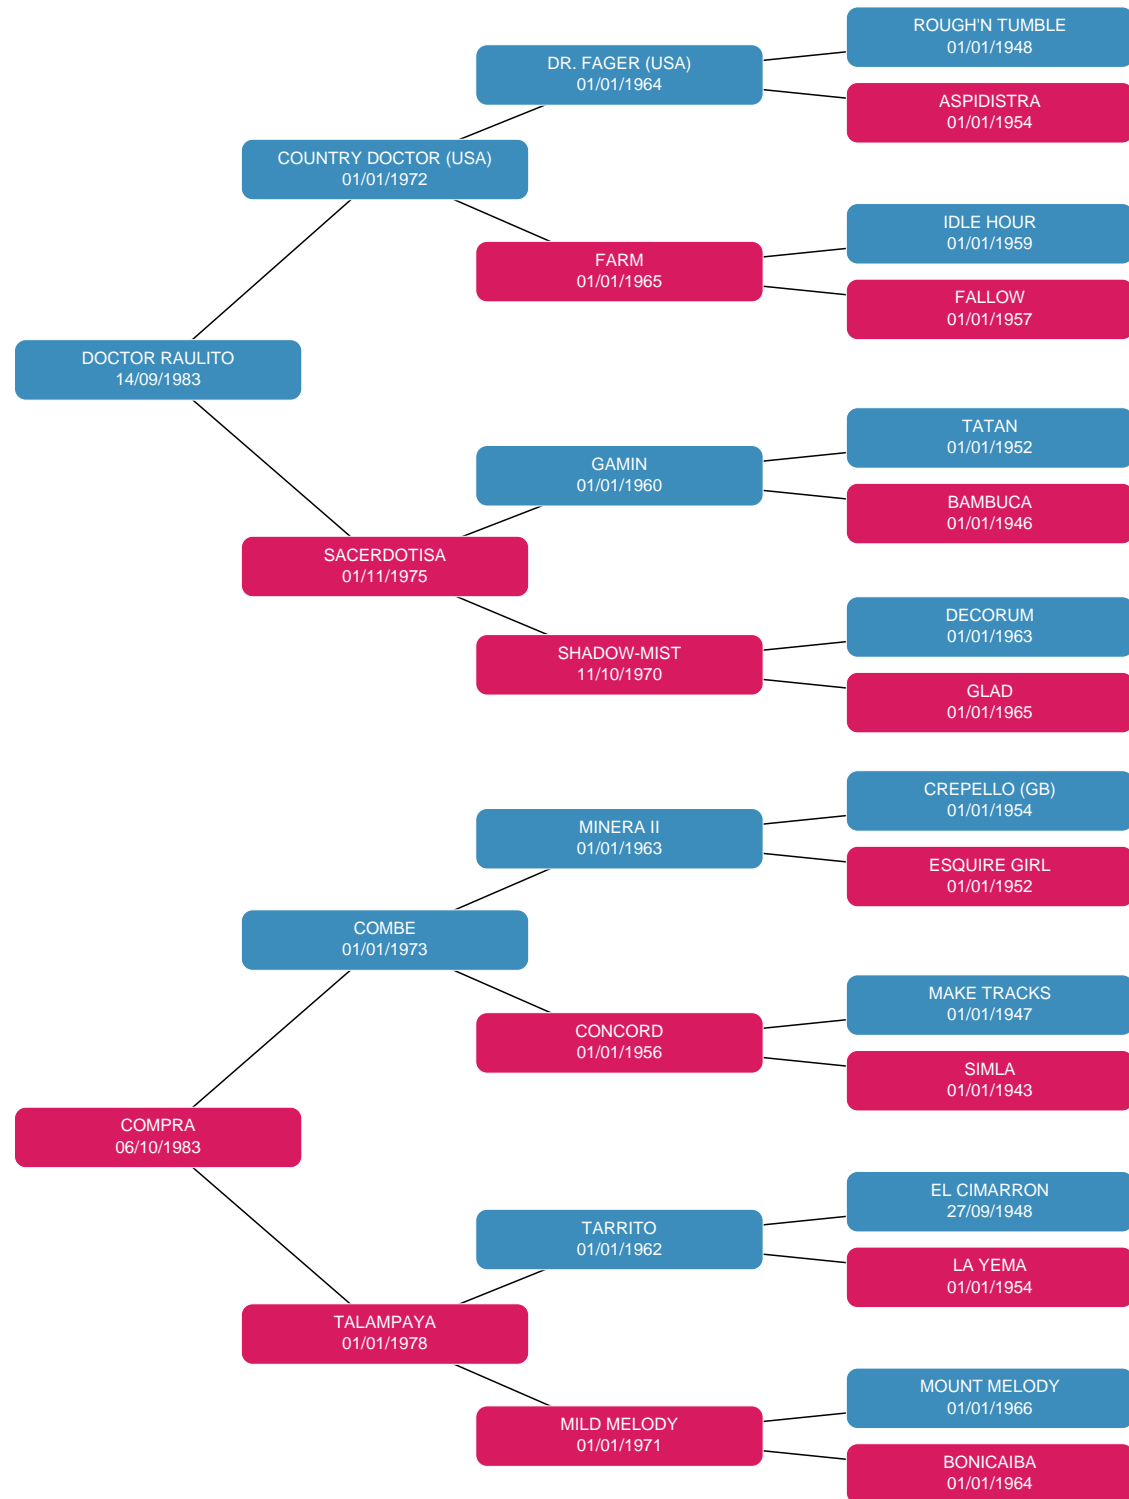 ROUGH'N TUMBLE
01/01/1948
DR. FAGER (USA)
01/01/1964
ASPIDISTRA
01/01/1954
COUNTRY DOCTOR (USA)
01/01/1972
IDLE HOUR
01/01/1959
FARM
01/01/1965
FALLOW
01/01/1957
DOCTOR RAULITO
14/09/1983
TATAN
01/01/1952
GAMIN
01/01/1960
BAMBUCA
01/01/1946
SACERDOTISA
01/11/1975
DECORUM
01/01/1963
SHADOW-MIST
11/10/1970
GLAD
01/01/1965
CREPELLO (GB)
01/01/1954
MINERA II
01/01/1963
ESQUIRE GIRL
01/01/1952
COMBE
01/01/1973
MAKE TRACKS
01/01/1947
CONCORD
01/01/1956
SIMLA
01/01/1943
COMPRA
06/10/1983
EL CIMARRON
27/09/1948
TARRITO
01/01/1962
LA YEMA
01/01/1954
TALAMPAYA
01/01/1978
MOUNT MELODY
01/01/1966
MILD MELODY
01/01/1971
BONICAIBA
01/01/1964